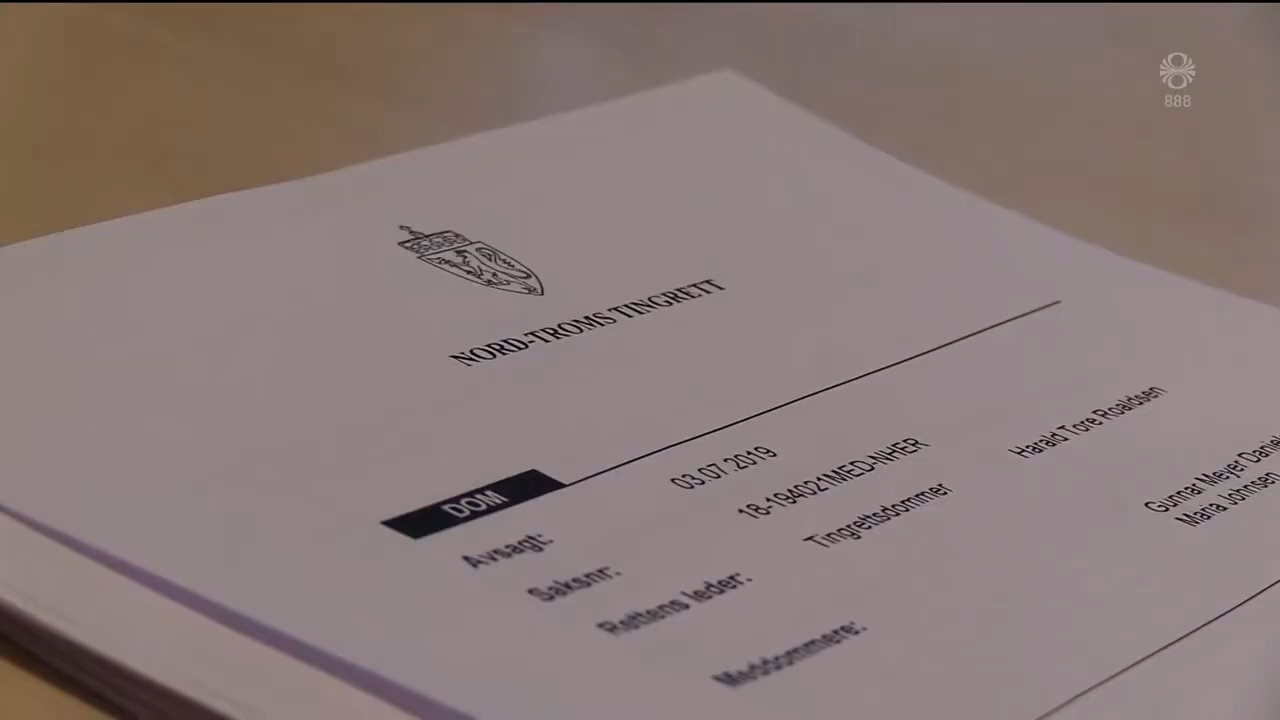 888
NORD-TROMS TINGRETT
DOM
Avsagt: 03.07.2019
Saksnr: 18-194021MED-NHER
Rettens leder: Tingrettsdommer Harald Tore Roaldsen
Meddommere: Gunnar Meyer Daniel
Maria Johnsen